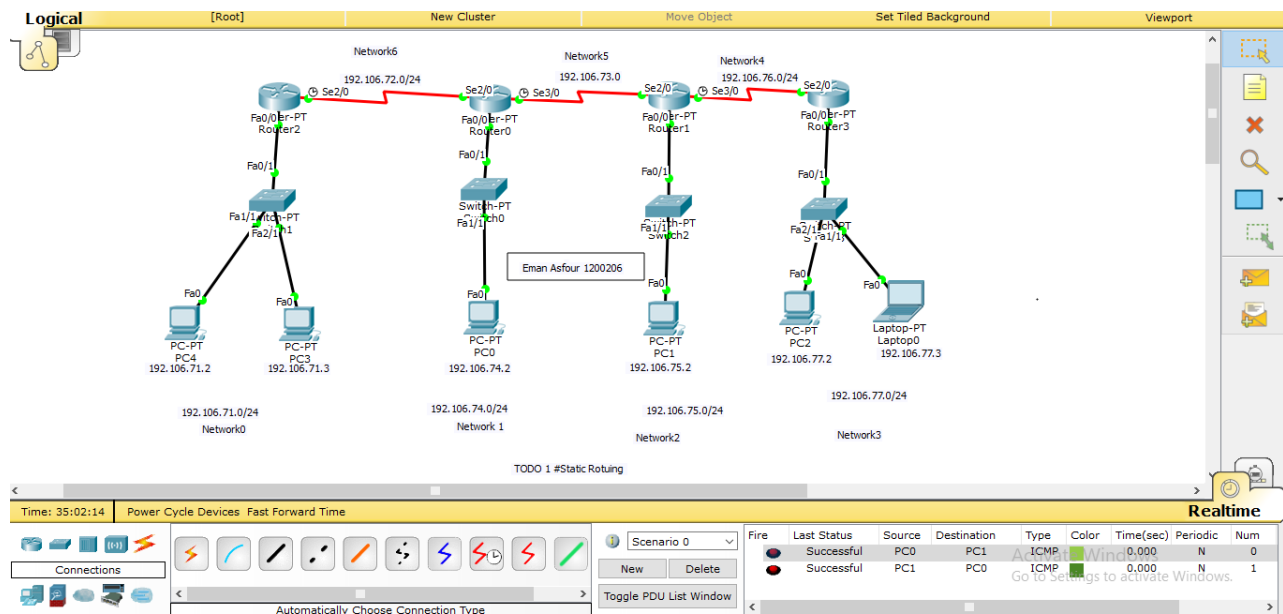 Logical [Root] New Cluster Move Object Set Tiled Background Viewport
Network6 Network5 Network4
192.106.72.0/24 192.106.73.0 192.106.76.0/24
Se2/0 Se2/0 Se3/0 Se2/0 Se3/0
Fa0/0 er-PT Fa0/0 er-PT Fa0/0 er-PT Fa0/0 er-PT
Router2 Router0 Router1 Router3
Fa0/1 Fa0/1 Fa0/1 Fa0/1
Switch-PT
Fa1/1 itch-PT Fa1/1 Switch0 Fa1/1 Switch2 Fa2/1 Fa1/1
Fa2/1
Eman Asfour 1200206
Fa0 Fa0 Fa0 Fa0 Fa0 Fa0
PC-PT PC-PT PC-PT PC-PT PC-PT Laptop-PT
PC4 PC3 PC0 PC1 PC2 Laptop0
192.106.71.2 192.106.71.3 192.106.74.2 192.106.75.2 192.106.77.2 192.106.77.3
192.106.71.0/24 192.106.74.0/24 192.106.75.0/24 192.106.77.0/24
Network0 Network 1 Network2 Network3
TODO 1 #Static Rotuing
Time: 35:02:14 Power Cycle Devices Fast Forward Time Realtime
Connections
Automatically Choose Connection Type
Scenario 0
New Delete
Toggle PDU List Window
Fire Last Status Source Destination Type Color Time(sec) Periodic Num
Successful PC0 PC1 ICMP 0.000 N 0
Successful PC1 PC0 ICMP 0.000 N 1
Activate Windows
Go to Settings to activate Windows.